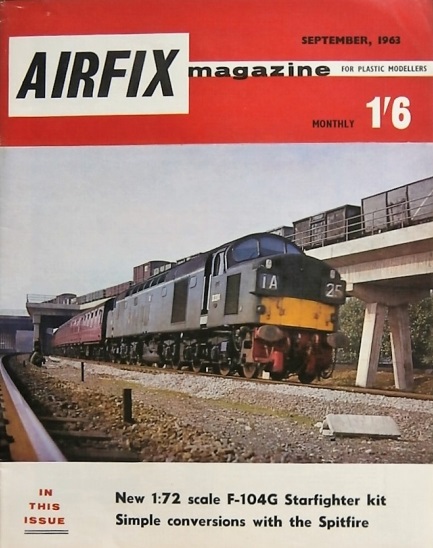 SEPTEMBER, 1963
AIRFIX magazine FOR PLASTIC MODELLERS
MONTHLY 1'6
1A 25
IN THIS ISSUE
New 1:72 scale F-104G Starfighter kit
Simple conversions with the Spitfire